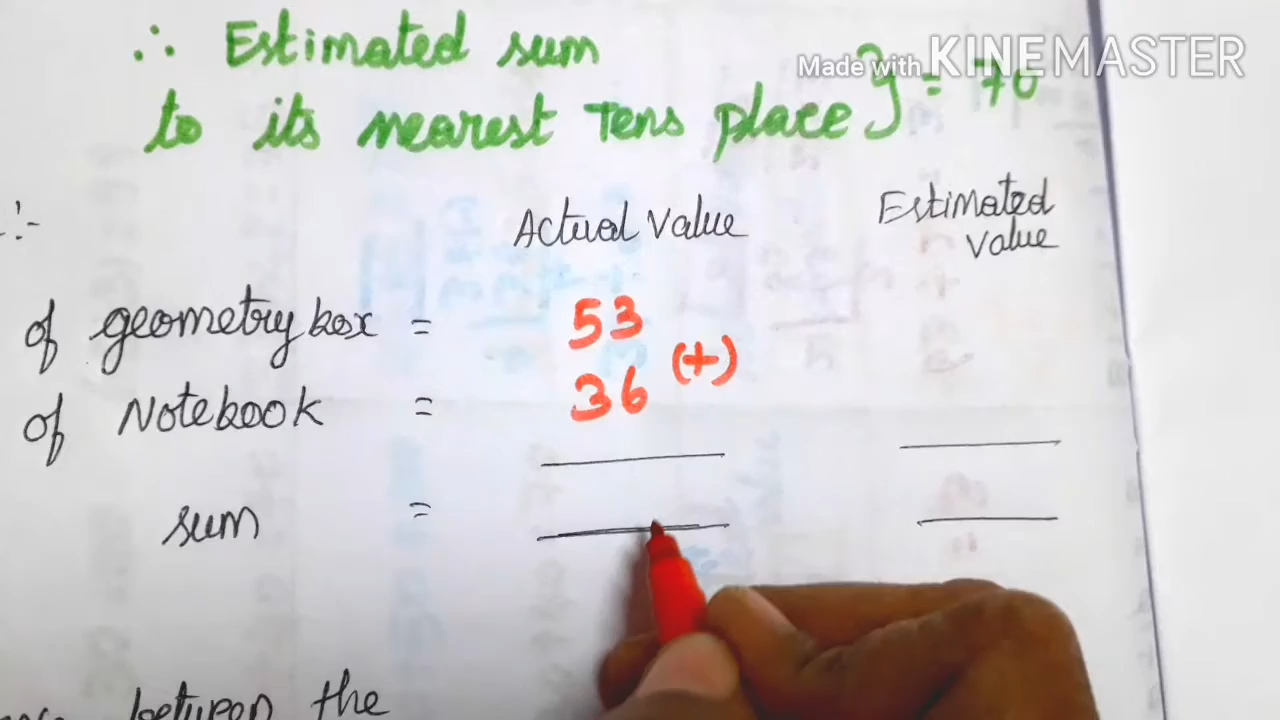 Made with KINEMASTER
∴ Estimated sum
to its nearest Tens place } = 70
:- Actual Value Estimated Value
of geometry box = 53
of Notebook = 36 (+)
sum =
between the